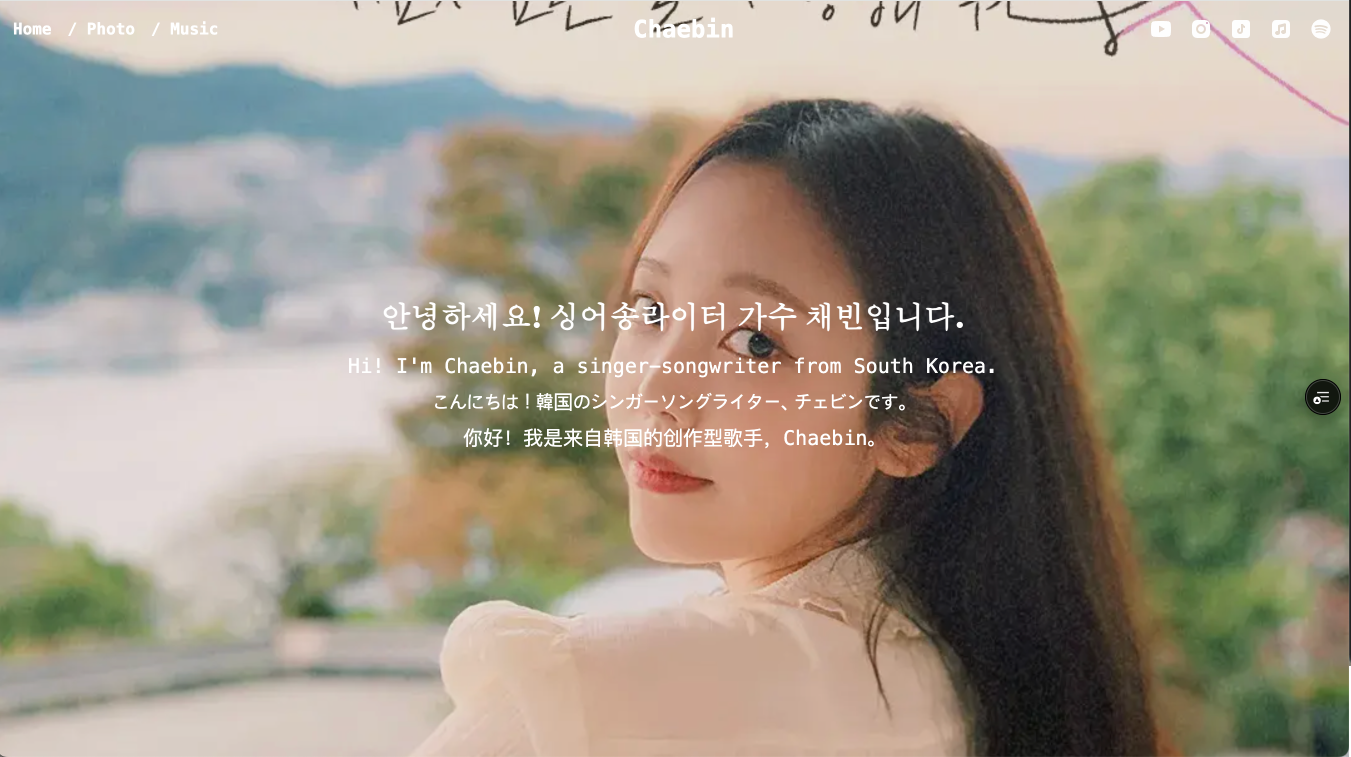 Home / Photo / Music
Chaebin
안녕하세요! 싱어송라이터 가수 채빈입니다.
Hi! I'm Chaebin, a singer-songwriter from South Korea.
こんにちは！韓国のシンガーソングライター、チェビンです。
你好！我是来自韩国的创作型歌手，Chaebin。